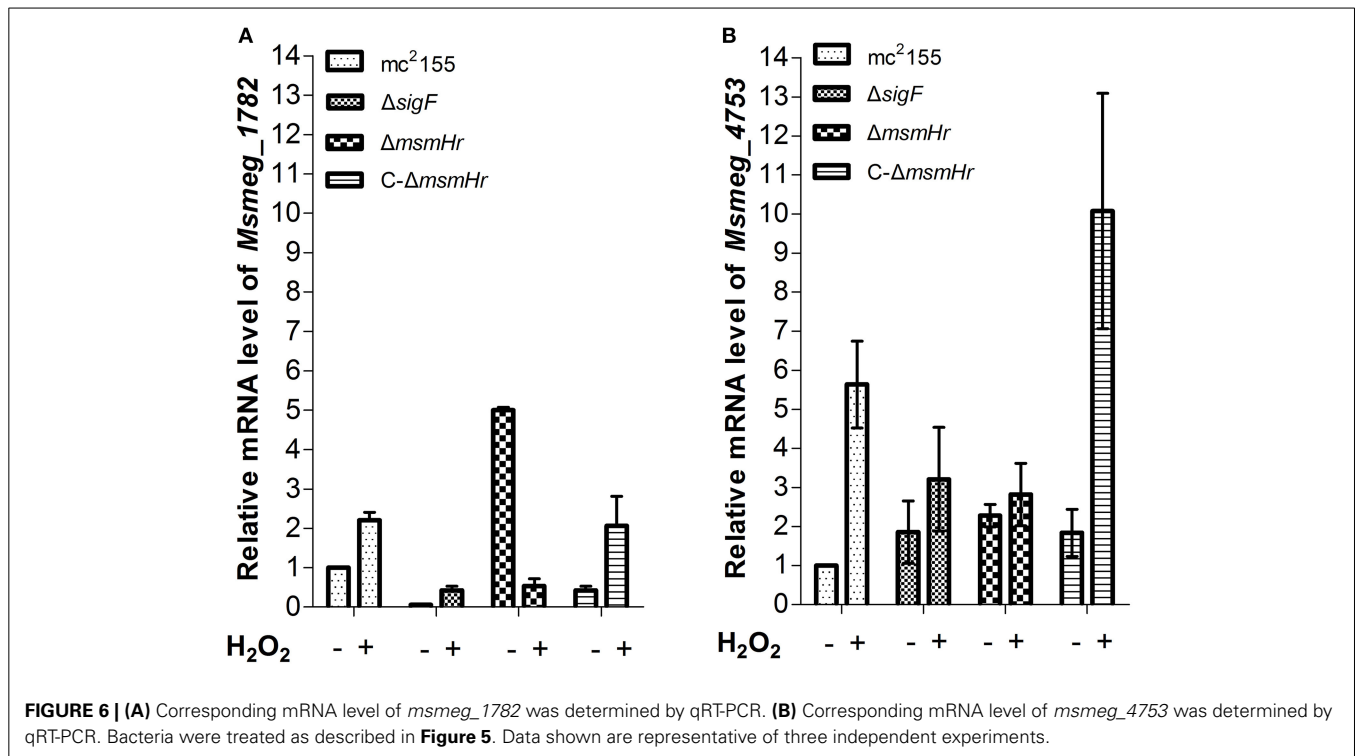 A
Relative mRNA level of Msmeg_1782
14
13
12
11
10
9
8
7
6
5
4
3
2
1
0
mc²155
ΔsigF
ΔmsmHr
C-ΔmsmHr
H₂O₂ - + - + - + - +
B
Relative mRNA level of Msmeg_4753
14
13
12
11
10
9
8
7
6
5
4
3
2
1
0
mc²155
ΔsigF
ΔmsmHr
C-ΔmsmHr
H₂O₂ - + - + - + - +
FIGURE 6 | (A) Corresponding mRNA level of msmeg_1782 was determined by qRT-PCR. (B) Corresponding mRNA level of msmeg_4753 was determined by
qRT-PCR. Bacteria were treated as described in Figure 5. Data shown are representative of three independent experiments.